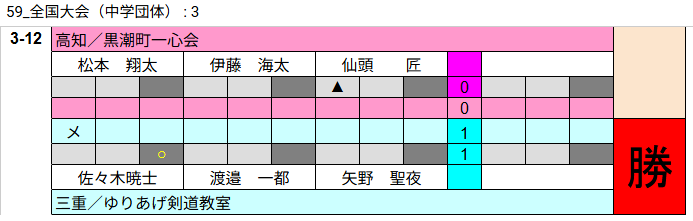 59_全国大会（中学団体）: 3
3-12 高知／黒潮町一心会
松本　翔太 伊藤　海太 仙頭　　匠
▲ 0
0
メ 1
○ 1
勝
佐々木暁士 渡邉　一都 矢野　聖夜
三重／ゆりあげ剣道教室